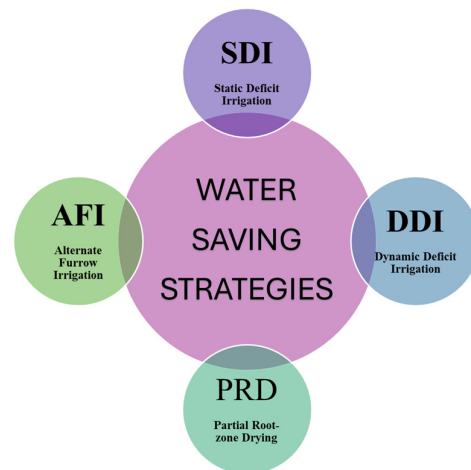 SDI
Static Deficit
Irrigation
WATER
SAVING
STRATEGIES
AFI
Alternate
Furrow
Irrigation
DDI
Dynamic Deficit
Irrigation
PRD
Partial Root-
zone Drying